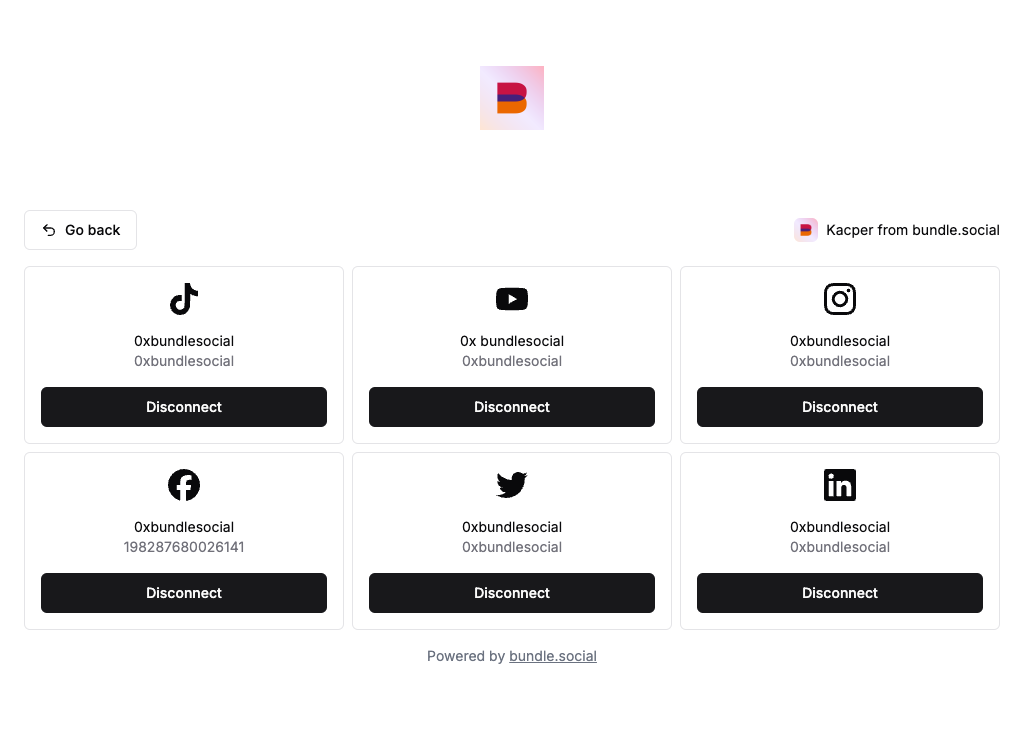 B
Go back
Kacper from bundle.social
0xbundlesocial
0xbundlesocial
Disconnect
0x bundlesocial
0xbundlesocial
Disconnect
0xbundlesocial
0xbundlesocial
Disconnect
0xbundlesocial
198287680026141
Disconnect
0xbundlesocial
0xbundlesocial
Disconnect
in
0xbundlesocial
0xbundlesocial
Disconnect
Powered by bundle.social